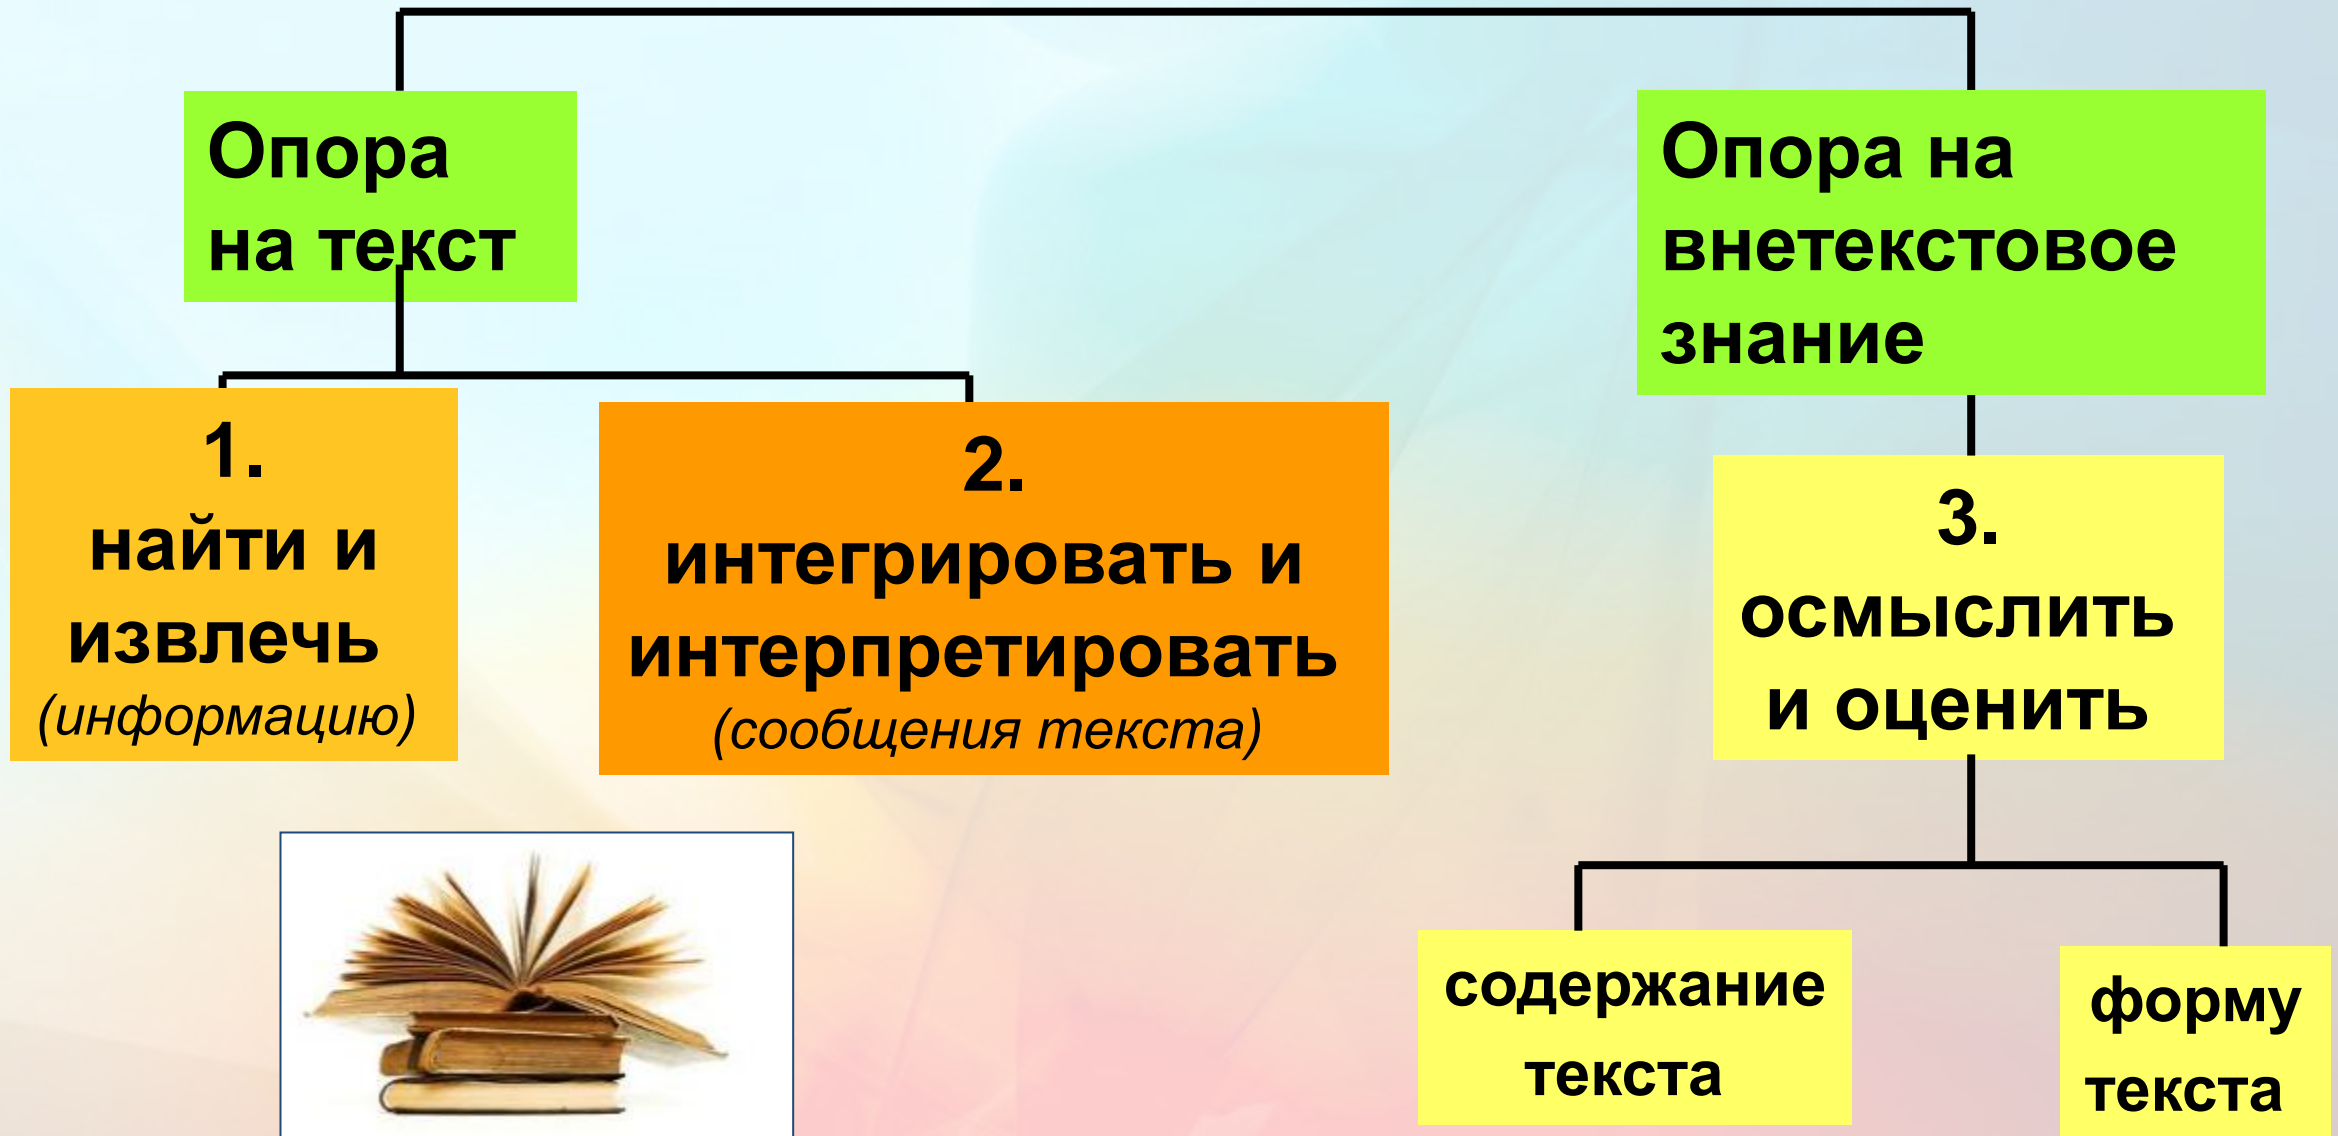 Опора
на текст
Опора на
внетекстовое
знание
1.
найти и
извлечь
(информацию)
2.
интегрировать и
интерпретировать
(сообщения текста)
3.
осмыслить
и оценить
содержание
текста
форму
текста